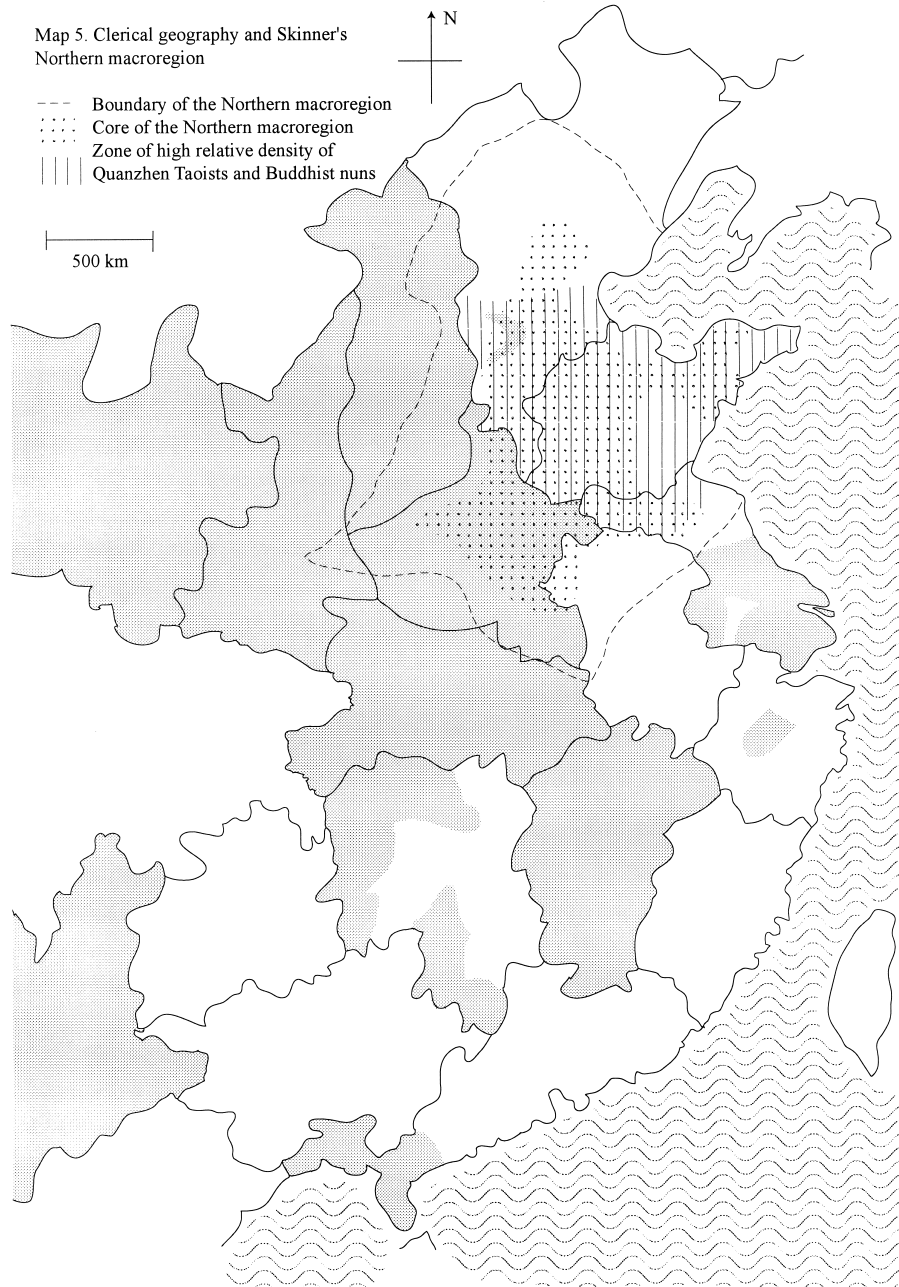 Map 5. Clerical geography and Skinner's
Northern macroregion
N
Boundary of the Northern macroregion
Core of the Northern macroregion
Zone of high relative density of
Quanzhen Taoists and Buddhist nuns
500 km